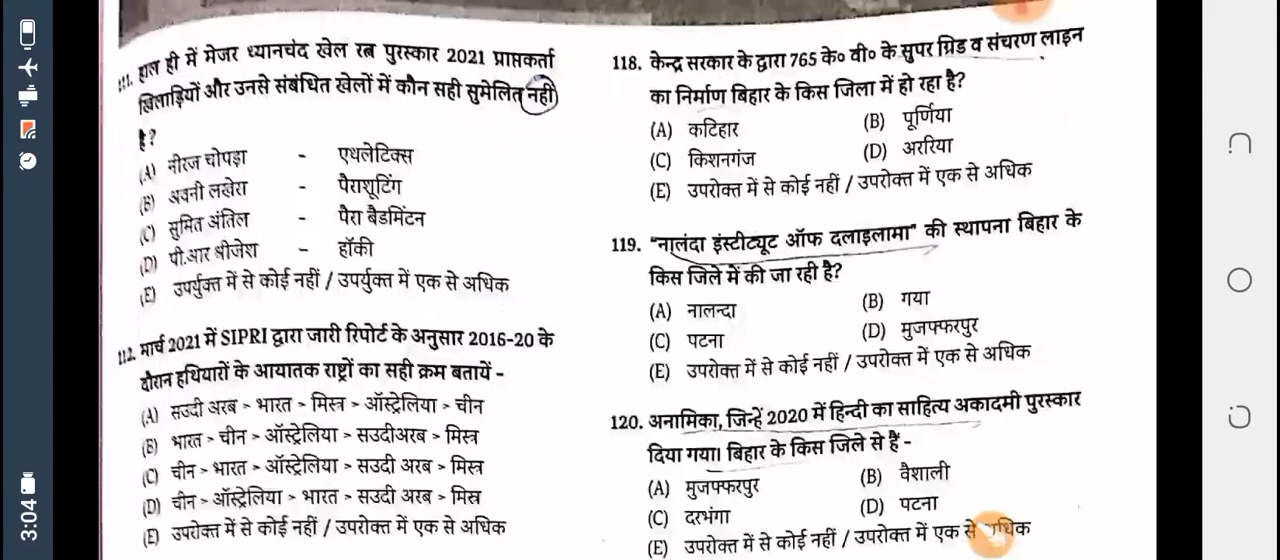 111. हाल ही में मेजर ध्यानचंद खेल रत्न पुरस्कार 2021 प्राप्तकर्ता
खिलाड़ियों और उनसे संबंधित खेलों में कौन सही सुमेलित नही
है?
(A) नीरज चोपड़ा - एथलेटिक्स
(B) अवनी लखेरा - पैराशूटिंग
(C) सुमित अंतिल - पैरा बैडमिंटन
(D) पी.आर श्रीजेश - हॉकी
(E) उपर्युक्त में से कोई नहीं / उपर्युक्त में एक से अधिक
112. मार्च 2021 में SIPRI द्वारा जारी रिपोर्ट के अनुसार 2016-20 के
दौरान हथियारों के आयातक राष्ट्रों का सही क्रम बतायें -
(A) सउदी अरब > भारत > मिस्त्र > ऑस्ट्रेलिया > चीन
(B) भारत > चीन > ऑस्ट्रेलिया > सउदीअरब > मिस्त्र
(C) चीन > भारत > ऑस्ट्रेलिया > सउदी अरब > मिस्त्र
(D) चीन > ऑस्ट्रेलिया > भारत > सउदी अरब > मिस्त्र
(E) उपरोक्त में से कोई नहीं / उपरोक्त में एक से अधिक
118. केन्द्र सरकार के द्वारा 765 के० वी० के सुपर ग्रिड व संचरण लाइन
का निर्माण बिहार के किस जिला में हो रहा है?
(A) कटिहार (B) पूर्णिया
(C) किशनगंज (D) अररिया
(E) उपरोक्त में से कोई नहीं / उपरोक्त में एक से अधिक
119. "नालंदा इंस्टीट्यूट ऑफ दलाइलामा" की स्थापना बिहार के
किस जिले में की जा रही है?
(A) नालन्दा (B) गया
(C) पटना (D) मुजफ्फरपुर
(E) उपरोक्त में से कोई नहीं / उपरोक्त में एक से अधिक
120. अनामिका, जिन्हें 2020 में हिन्दी का साहित्य अकादमी पुरस्कार
दिया गया। बिहार के किस जिले से हैं -
(A) मुजफ्फरपुर (B) वैशाली
(C) दरभंगा (D) पटना
(E) उपरोक्त में से कोई नहीं / उपरोक्त में एक से अधिक
3:04